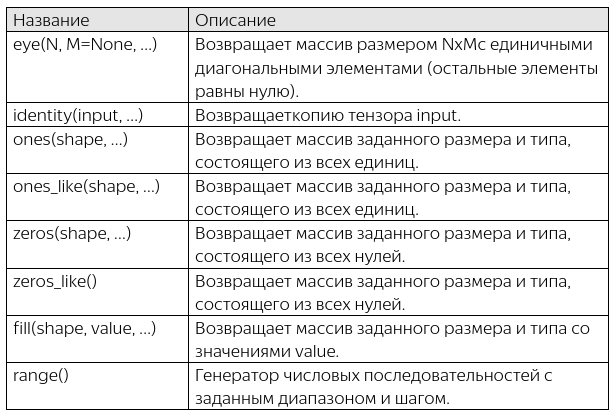 Название Описание
eye(N, M=None, ...) Возвращает массив размером NxMс единичными
диагональными элементами (остальные элементы
равны нулю).
identity(input, ...) Возвращаеткопию тензора input.
ones(shape, ...) Возвращает массив заданного размера и типа,
состоящего из всех единиц.
ones_like(shape, ...) Возвращает массив заданного размера и типа,
состоящего из всех единиц.
zeros(shape, ...) Возвращает массив заданного размера и типа,
состоящего из всех нулей.
zeros_like() Возвращает массив заданного размера и типа,
состоящего из всех нулей.
fill(shape, value, ...) Возвращает массив заданного размера и типа со
значениями value.
range() Генератор числовых последовательностей с
заданным диапазоном и шагом.